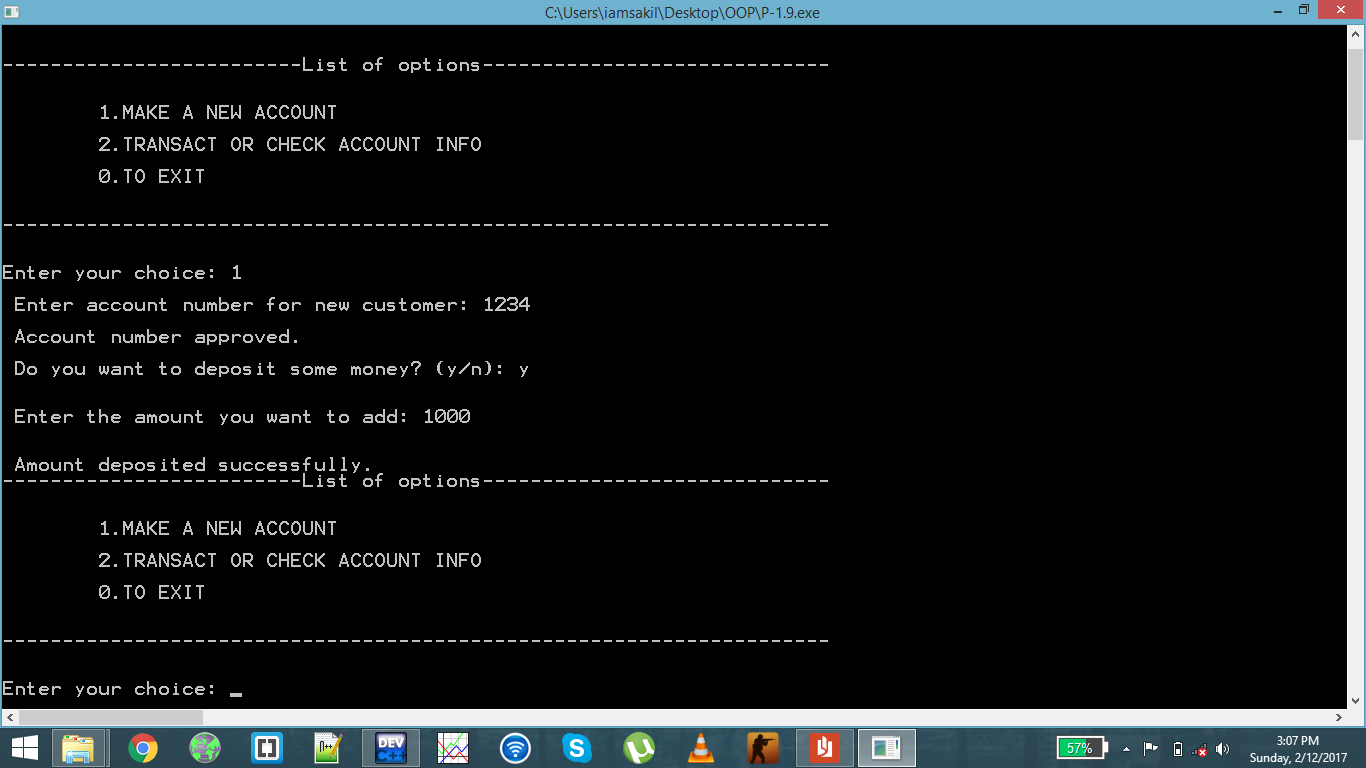 C:\Users\iamsakil\Desktop\OOP\P-1.9.exe
-------------------------List of options-----------------------------
1.MAKE A NEW ACCOUNT
2.TRANSACT OR CHECK ACCOUNT INFO
0.TO EXIT
---------------------------------------------------------------------
Enter your choice: 1
Enter account number for new customer: 1234
Account number approved.
Do you want to deposit some money? (y/n): y
Enter the amount you want to add: 1000
Amount deposited successfully.
-------------------------List of options-----------------------------
1.MAKE A NEW ACCOUNT
2.TRANSACT OR CHECK ACCOUNT INFO
0.TO EXIT
---------------------------------------------------------------------
Enter your choice: _
DEV
C++
57%
3:07 PM
Sunday, 2/12/2017